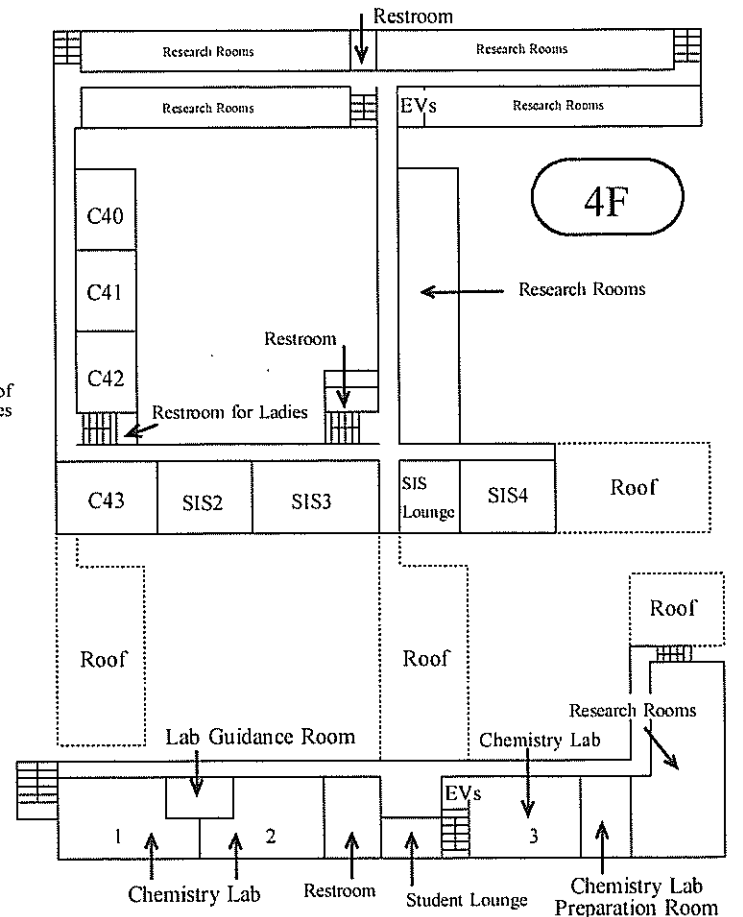 Restroom
Research Rooms
Research Rooms
Research Rooms
EVs
Research Rooms
4F
C40
C41
Research Rooms
Restroom
C42
of
es
Restroom for Ladies
C43
SIS2
SIS3
SIS
Lounge
SIS4
Roof
Roof
Roof
Roof
Research Rooms
Lab Guidance Room
Chemistry Lab
EVs
1
2
3
Chemistry Lab
Restroom
Student Lounge
Chemistry Lab
Preparation Room